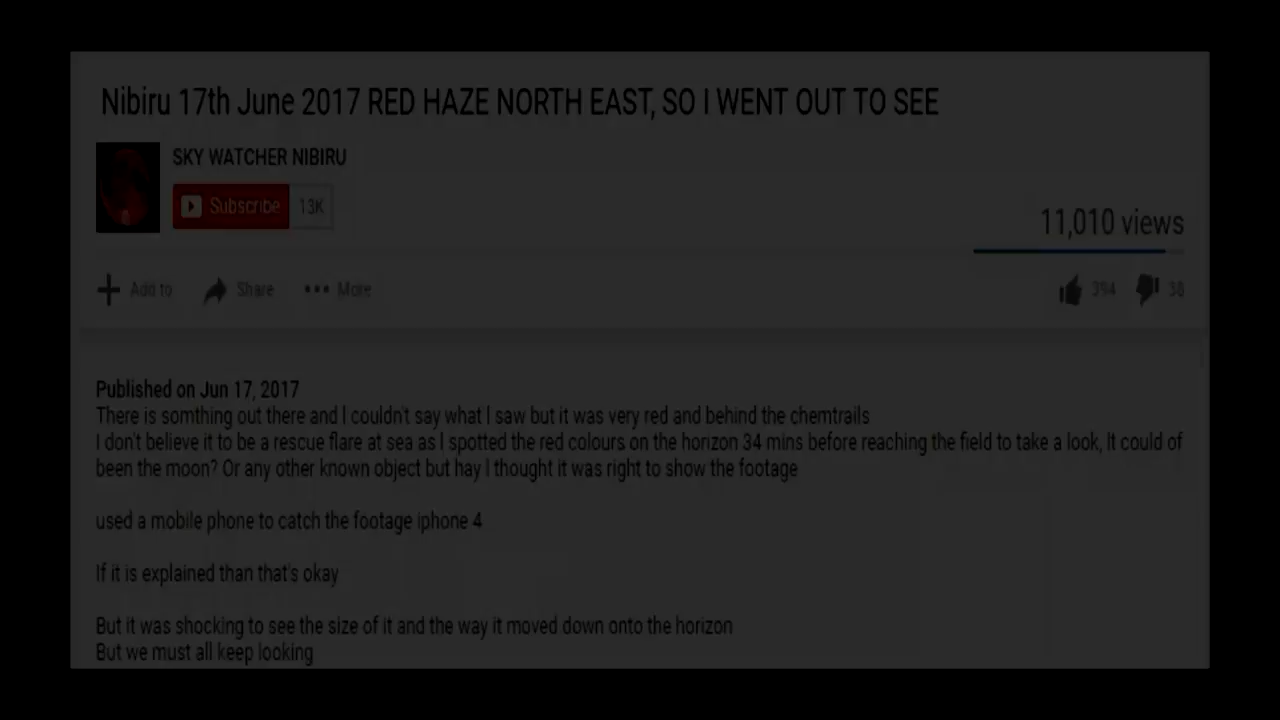 Nibiru 17th June 2017 RED HAZE NORTH EAST, SO I WENT OUT TO SEE
SKY WATCHER NIBIRU
Subscribe 13K
11,010 views
Add to Share More 394 38
Published on Jun 17, 2017
There is somthing out there and I couldn't say what I saw but it was very red and behind the chemtrails
I don't believe it to be a rescue flare at sea as I spotted the red colours on the horizon 34 mins before reaching the field to take a look, It could of
been the moon? Or any other known object but hay I thought it was right to show the footage
used a mobile phone to catch the footage iphone 4
If it is explained than that's okay
But it was shocking to see the size of it and the way it moved down onto the horizon
But we must all keep looking